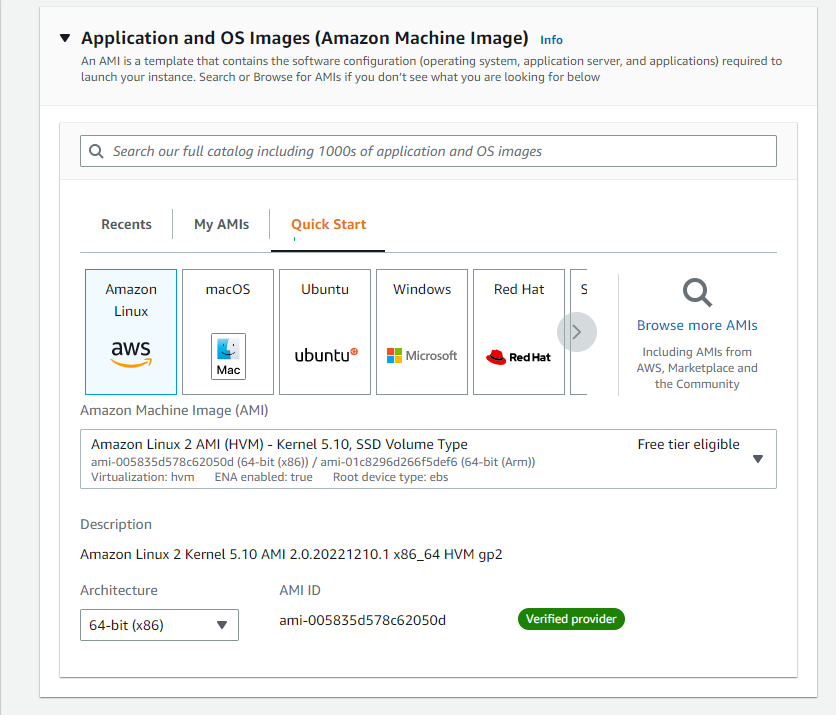 Application and OS Images (Amazon Machine Image) Info
An AMI is a template that contains the software configuration (operating system, application server, and applications) required to
launch your instance. Search or Browse for AMIs if you don't see what you are looking for below
Search our full catalog including 1000s of application and OS images
Recents
My AMIs
Quick Start
Amazon
Linux
aws
macOS
Mac
Ubuntu
ubuntu
Windows
Microsoft
Red Hat
Red Hat
S
Browse more AMIs
Including AMIs from
AWS, Marketplace and
the Community
Amazon Machine Image (AMI)
Amazon Linux 2 AMI (HVM) - Kernel 5.10, SSD Volume Type Free tier eligible
ami-005835d578c62050d (64-bit (x86)) / ami-01c8296d266f5def6 (64-bit (Arm))
Virtualization: hvm ENA enabled: true Root device type: ebs
Description
Amazon Linux 2 Kernel 5.10 AMI 2.0.20221210.1 x86_64 HVM gp2
Architecture
64-bit (x86)
AMI ID
ami-005835d578c62050d
Verified provider